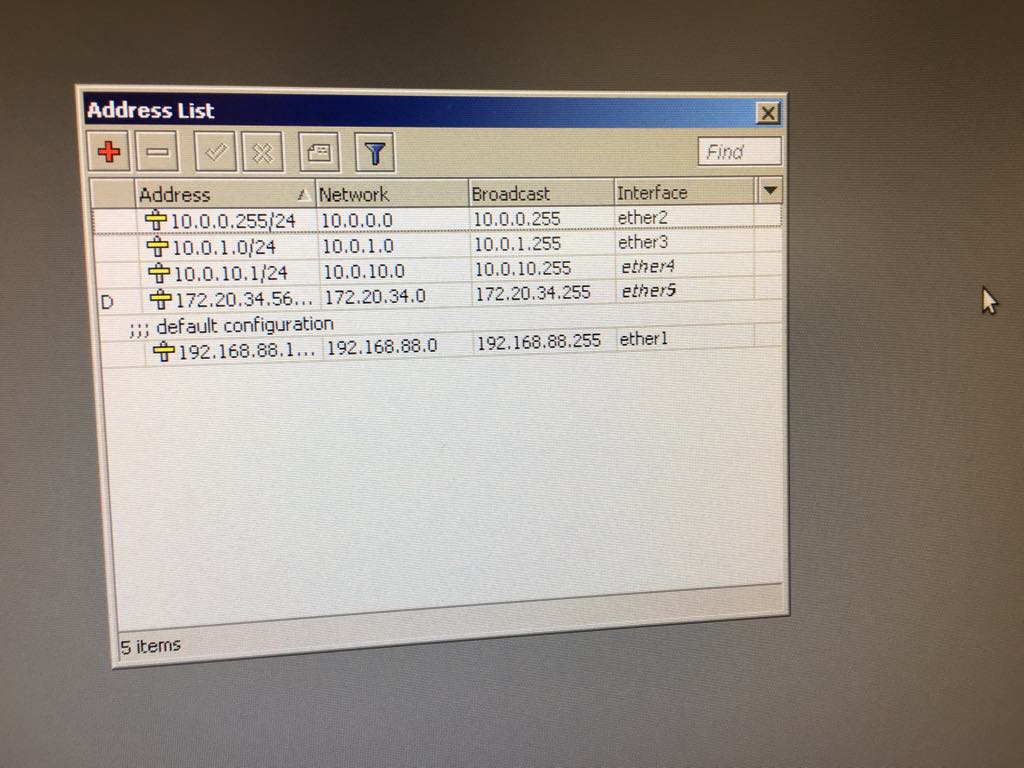 Address List
Find
Address Network Broadcast Interface
10.0.0.255/24 10.0.0.0 10.0.0.255 ether2
10.0.1.0/24 10.0.1.0 10.0.1.255 ether3
10.0.10.1/24 10.0.10.0 10.0.10.255 ether4
D 172.20.34.56... 172.20.34.0 172.20.34.255 ether5
;;; default configuration
192.168.88.1... 192.168.88.0 192.168.88.255 ether1
5 items